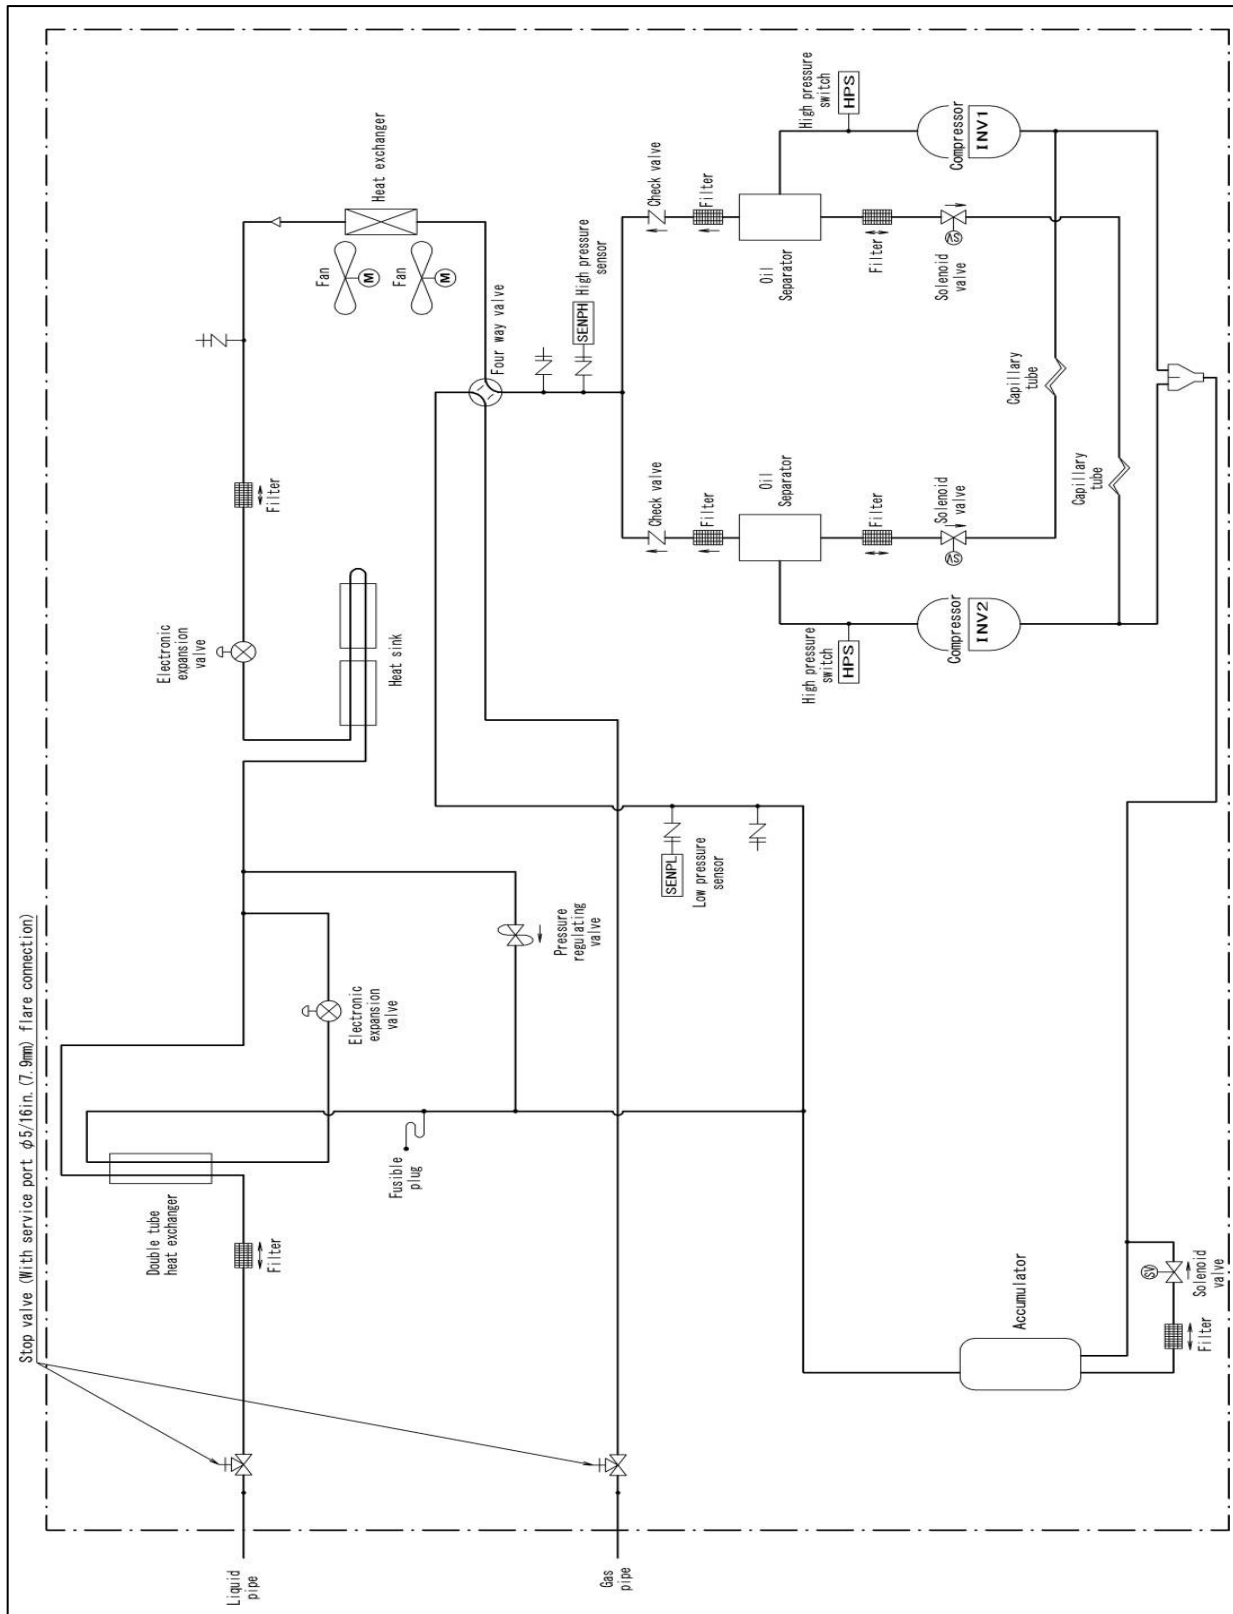 Stop valve (With service port φ5/16in. (7.9mm) flare connection)
Double tube
heat exchanger
Electronic
expansion
valve
Liquid
pipe
Filter
Filter
Fan
M
Fan
M
Heat exchanger
Electronic
expansion
valve
Heat sink
Fusible
plug
Pressure
regulating
valve
Four way valve
SENPH
High pressure
sensor
Gas
pipe
SENPL
Low pressure
sensor
Check valve
Check valve
Filter
Filter
Oil
Separator
Oil
Separator
High pressure
switch
HPS
High pressure
switch
HPS
Filter
Filter
SV
Solenoid
valve
SV
Solenoid
valve
Compressor
INV2
Compressor
INV1
Accumulator
Capillary
tube
Capillary
tube
SV
Solenoid
valve
Filter